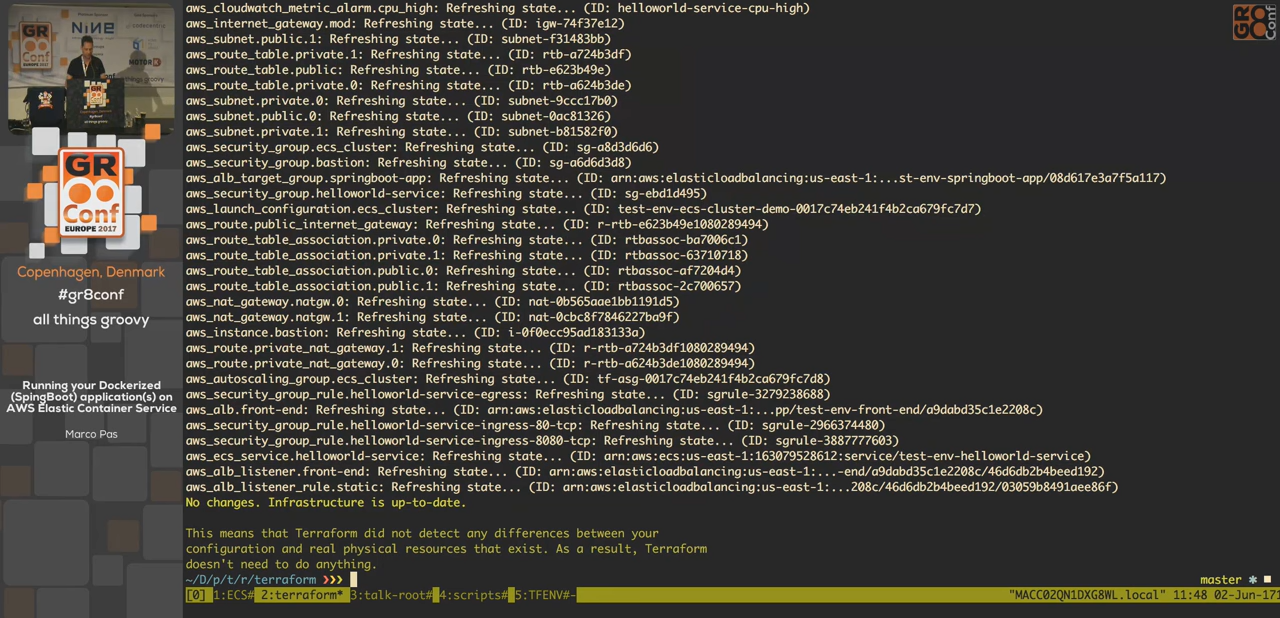 GR
Conf
EUROPE 2017
Copenhagen, Denmark
#gr8conf
all things groovy
Running your Dockerized
(SpingBoot) application(s) on
AWS Elastic Container Service
Marco Pas
aws_cloudwatch_metric_alarm.cpu_high: Refreshing state... (ID: helloworld-service-cpu-high)
aws_internet_gateway.mod: Refreshing state... (ID: igw-74f37e12)
aws_subnet.public.1: Refreshing state... (ID: subnet-f31483bb)
aws_route_table.private.1: Refreshing state... (ID: rtb-a724b3df)
aws_route_table.public: Refreshing state... (ID: rtb-e623b49e)
aws_route_table.private.0: Refreshing state... (ID: rtb-a624b3de)
aws_subnet.private.0: Refreshing state... (ID: subnet-9ccc17b0)
aws_subnet.public.0: Refreshing state... (ID: subnet-0ac81326)
aws_subnet.private.1: Refreshing state... (ID: subnet-b81582f0)
aws_security_group.ecs_cluster: Refreshing state... (ID: sg-a8d3d6d6)
aws_security_group.bastion: Refreshing state... (ID: sg-a6d6d3d8)
aws_alb_target_group.springboot-app: Refreshing state... (ID: arn:aws:elasticloadbalancing:us-east-1:...st-env-springboot-app/08d617e3a7f5a117)
aws_security_group.helloworld-service: Refreshing state... (ID: sg-ebd1d495)
aws_launch_configuration.ecs_cluster: Refreshing state... (ID: test-env-ecs-cluster-demo-0017c74eb241f4b2ca679fc7d7)
aws_route.public_internet_gateway: Refreshing state... (ID: r-rtb-e623b49e1080289494)
aws_route_table_association.private.0: Refreshing state... (ID: rtbassoc-ba7006c1)
aws_route_table_association.private.1: Refreshing state... (ID: rtbassoc-63710718)
aws_route_table_association.public.0: Refreshing state... (ID: rtbassoc-af7204d4)
aws_route_table_association.public.1: Refreshing state... (ID: rtbassoc-2c700657)
aws_nat_gateway.natgw.0: Refreshing state... (ID: nat-0b565aae1bb1191d5)
aws_nat_gateway.natgw.1: Refreshing state... (ID: nat-0cbc8f7846227ba9f)
aws_instance.bastion: Refreshing state... (ID: i-0f0ecc95ad183133a)
aws_route.private_nat_gateway.1: Refreshing state... (ID: r-rtb-a724b3df1080289494)
aws_route.private_nat_gateway.0: Refreshing state... (ID: r-rtb-a624b3de1080289494)
aws_autoscaling_group.ecs_cluster: Refreshing state... (ID: tf-asg-0017c74eb241f4b2ca679fc7d8)
aws_security_group_rule.helloworld-service-egress: Refreshing state... (ID: sgrule-3279238688)
aws_alb.front-end: Refreshing state... (ID: arn:aws:elasticloadbalancing:us-east-1:...pp/test-env-front-end/a9dabd35c1e2208c)
aws_security_group_rule.helloworld-service-ingress-80-tcp: Refreshing state... (ID: sgrule-2966374480)
aws_security_group_rule.helloworld-service-ingress-8080-tcp: Refreshing state... (ID: sgrule-3887777603)
aws_ecs_service.helloworld-service: Refreshing state... (ID: arn:aws:ecs:us-east-1:163079528612:service/test-env-helloworld-service)
aws_alb_listener.front-end: Refreshing state... (ID: arn:aws:elasticloadbalancing:us-east-1:...-end/a9dabd35c1e2208c/46d6db2b4beed192)
aws_alb_listener_rule.static: Refreshing state... (ID: arn:aws:elasticloadbalancing:us-east-1:...208c/46d6db2b4beed192/03059b8491aee86f)
No changes. Infrastructure is up-to-date.
This means that Terraform did not detect any differences between your
configuration and real physical resources that exist. As a result, Terraform
doesn't need to do anything.
~/D/p/t/r/terraform ❯❯❯ master ✱ ◼
[0] 1:ECS# 2:terraform* 3:talk-root# 4:scripts# 5:TFENV#- "MACC02QN1DXG8WL.local" 11:48 02-Jun-17
GR
Conf